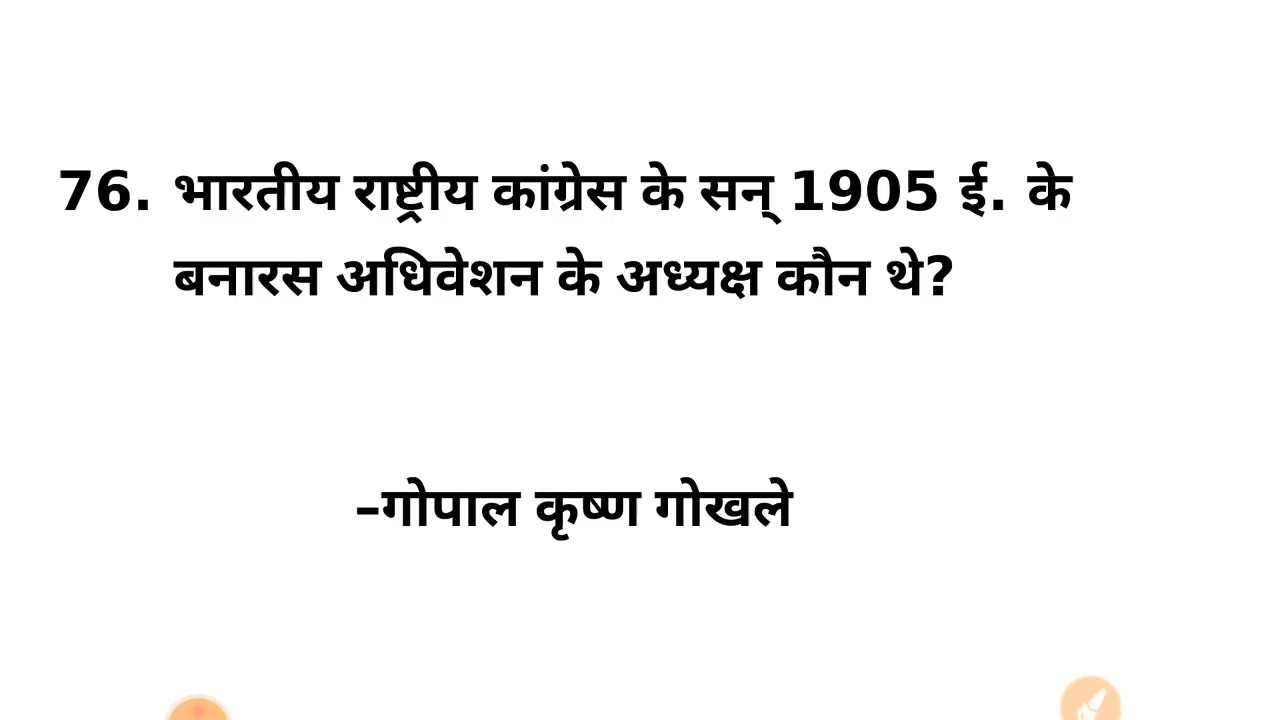 76. भारतीय राष्ट्रीय कांग्रेस के सन् 1905 ई. के
बनारस अधिवेशन के अध्यक्ष कौन थे?
–गोपाल कृष्ण गोखले